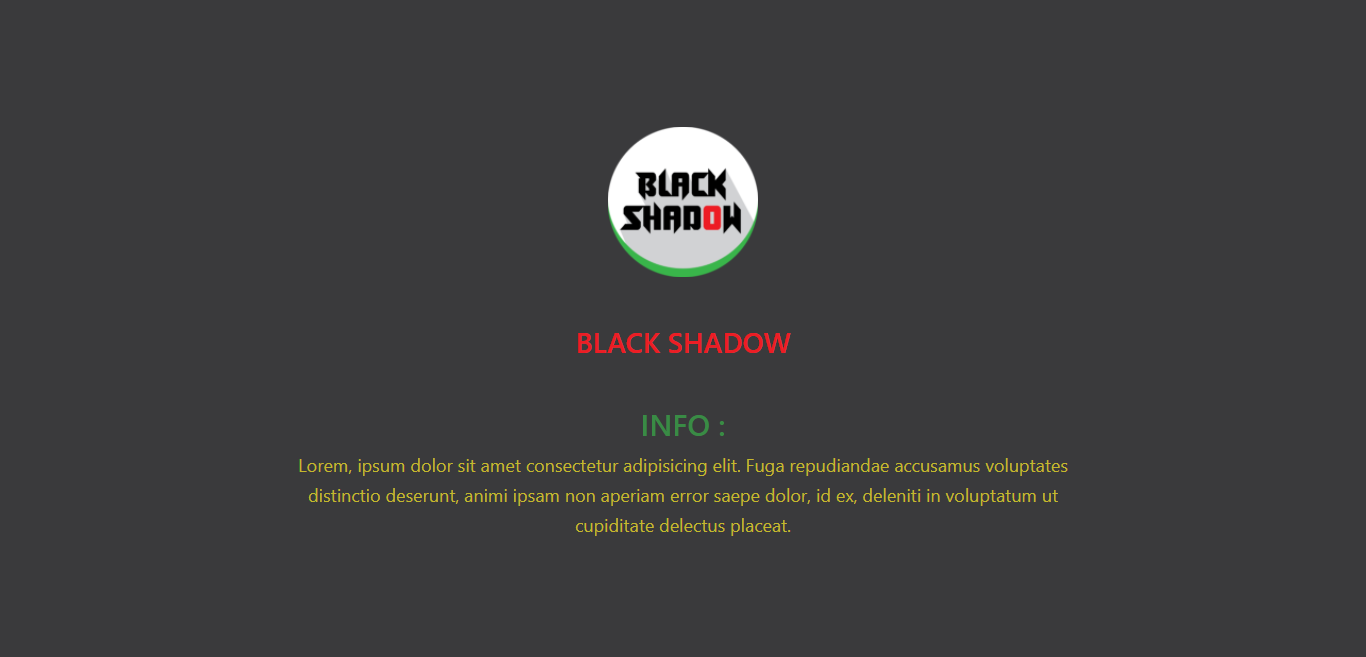 BLACK
SHADOW
BLACK SHADOW
INFO :
Lorem, ipsum dolor sit amet consectetur adipisicing elit. Fuga repudiandae accusamus voluptates
distinctio deserunt, animi ipsam non aperiam error saepe dolor, id ex, deleniti in voluptatum ut
cupiditate delectus placeat.